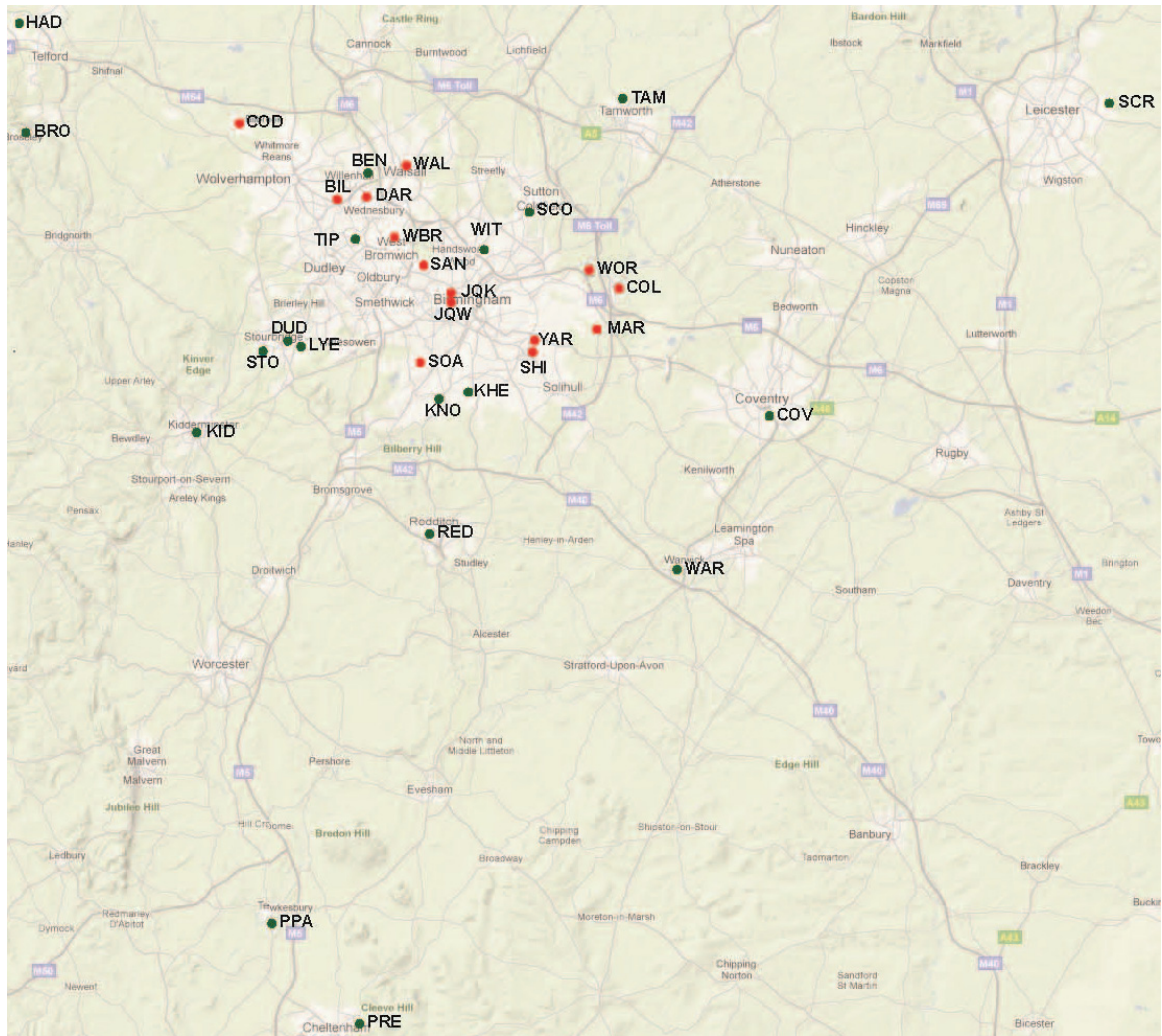 HAD
Castle Ring
Bardon Hill
Cannock
Burntwood
Lichfield
Ibstock
Markfield
Telford
Shifnal
M6 Toll
M54
M6
M1
TAM
Tamworth
Leicester
SCR
COD
A5
M42
BRO
Whitmore
Reans
BEN
WAL
Walsall
Streetly
Wolverhampton
Willenhall
Atherstone
Wigston
BIL
DAR
Sutton
SCO
Wednesbury
M69
M6 Toll
Hinckley
Bridgnorth
TIP
WBR
West
Bromwich
WIT
Nuneaton
Dudley
Oldbury
SAN
WOR
COL
Copston
Magna
Brierley Hill
Smethwick
JQK
Birmingham
JQW
M6
Bedworth
M1
DUD
LYE
STO
YAR
MAR
M6
Lutterworth
Kinver
Edge
SOA
SHI
Solihull
M6
Upper Arley
KHE
KNO
M42
Coventry
COV
A14
Bewdley
KID
M5
Bilberry Hill
Rugby
M42
Kenilworth
Stourport-on-Severn
Areley Kings
Bromsgrove
M40
Pensax
Ashby St
Ledgers
Redditch
RED
Henley-in-Arden
Leamington
Spa
Studley
Warwick
WAR
M1
Droitwich
Daventry
Southam
Weedon
Bec
Alcester
Worcester
Stratford-Upon-Avon
M40
Great
Malvern
Malvern
North and
Middle Littleton
Pershore
M5
Edge Hill
M40
Evesham
Jubilee Hill
Bredon Hill
Chipping
Campden
Shipston-on-Stour
Banbury
A43
Ledbury
Broadway
Tadmarton
Brackley
Redmarley
D'Abitot
PPA
M5
Dymock
Moreton-in-Marsh
A43
M40
M50
Newent
Chipping
Norton
Sandford
St Martin
Cleeve Hill
Cheltenham
PRE
Bicester